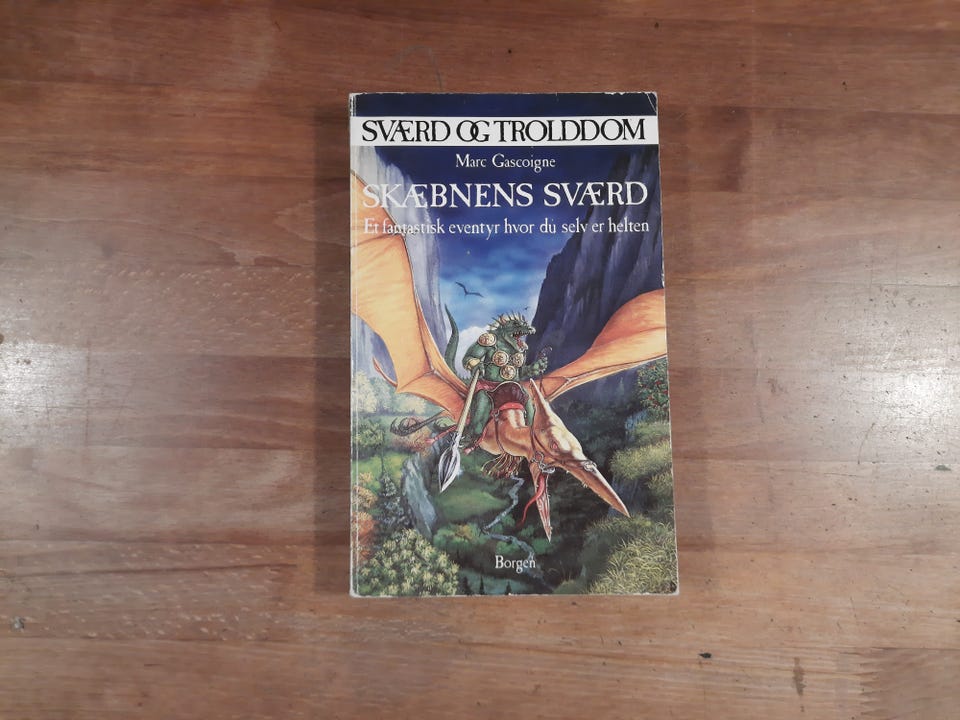 SVÆRD OG TROLDDOM
Marc Gascoigne
SKÆBNENS SVÆRD
Et fantastisk eventyr hvor du selv er helten
Borgen